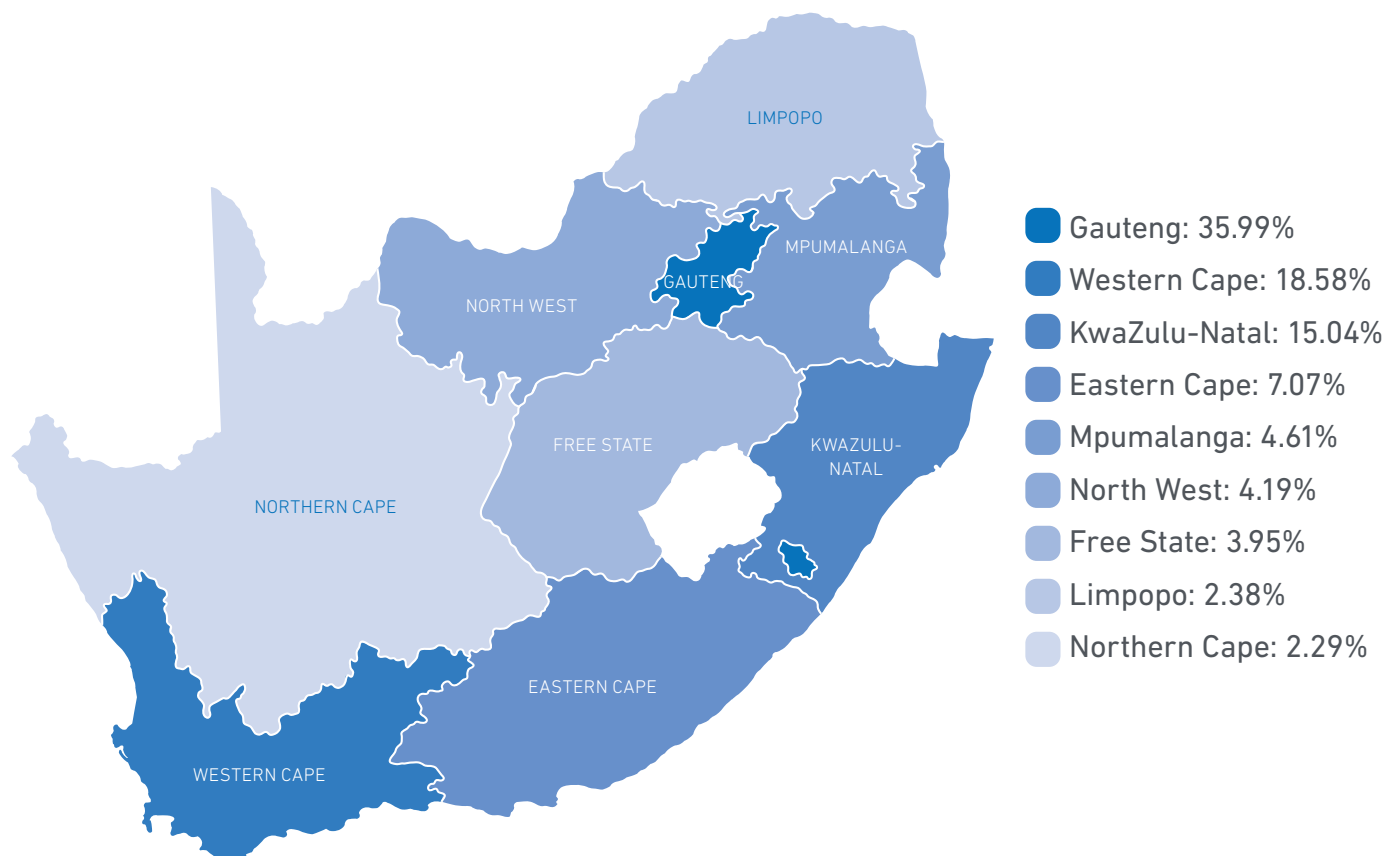 LIMPOPO
MPUMALANGA
GAUTENG
NORTH WEST
FREE STATE
KWAZULU-
NATAL
NORTHERN CAPE
EASTERN CAPE
WESTERN CAPE
Gauteng: 35.99%
Western Cape: 18.58%
KwaZulu-Natal: 15.04%
Eastern Cape: 7.07%
Mpumalanga: 4.61%
North West: 4.19%
Free State: 3.95%
Limpopo: 2.38%
Northern Cape: 2.29%